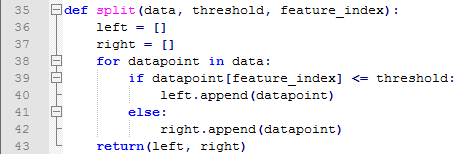 35 def split(data, threshold, feature_index):
36     left = []
37     right = []
38     for datapoint in data:
39         if datapoint[feature_index] <= threshold:
40             left.append(datapoint)
41         else:
42             right.append(datapoint)
43     return(left, right)